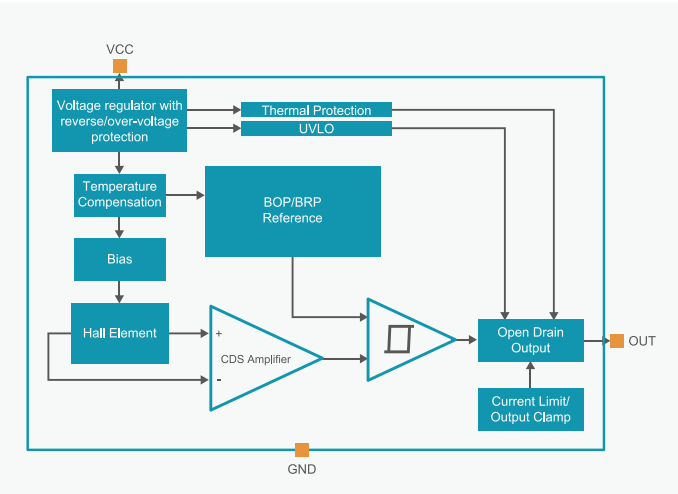 VCC
Voltage regulator with
reverse/over-voltage
protection
Thermal Protection
UVLO
Temperature
Compensation
BOP/BRP
Reference
Bias
Hall Element
+
CDS Amplifier
-
Open Drain
Output
OUT
Current Limit/
Output Clamp
GND